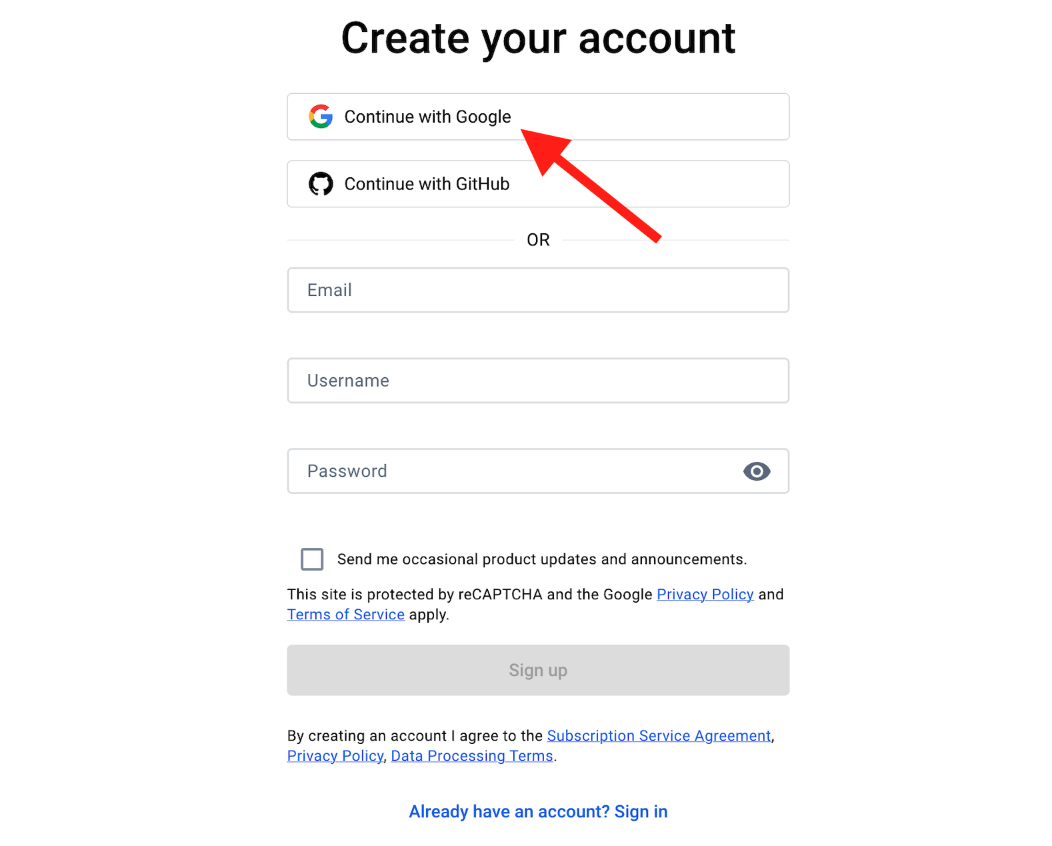 Create your account
Continue with Google
Continue with GitHub
OR
Email
Username
Password
Send me occasional product updates and announcements.
This site is protected by reCAPTCHA and the Google Privacy Policy and
Terms of Service apply.
Sign up
By creating an account I agree to the Subscription Service Agreement,
Privacy Policy, Data Processing Terms.
Already have an account? Sign in